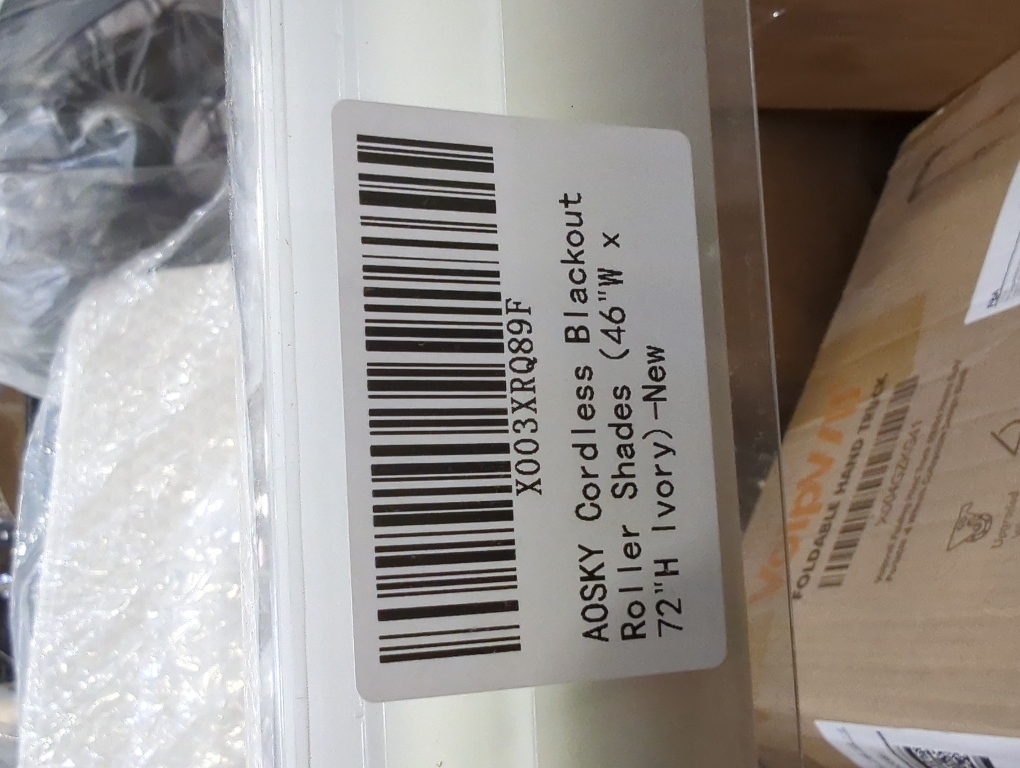 X003XRQ89F
AOSKY Cordless Blackout
Roller Shades (46"W x
72"H Ivory)-New
FOLDABLE HAND TRUCK